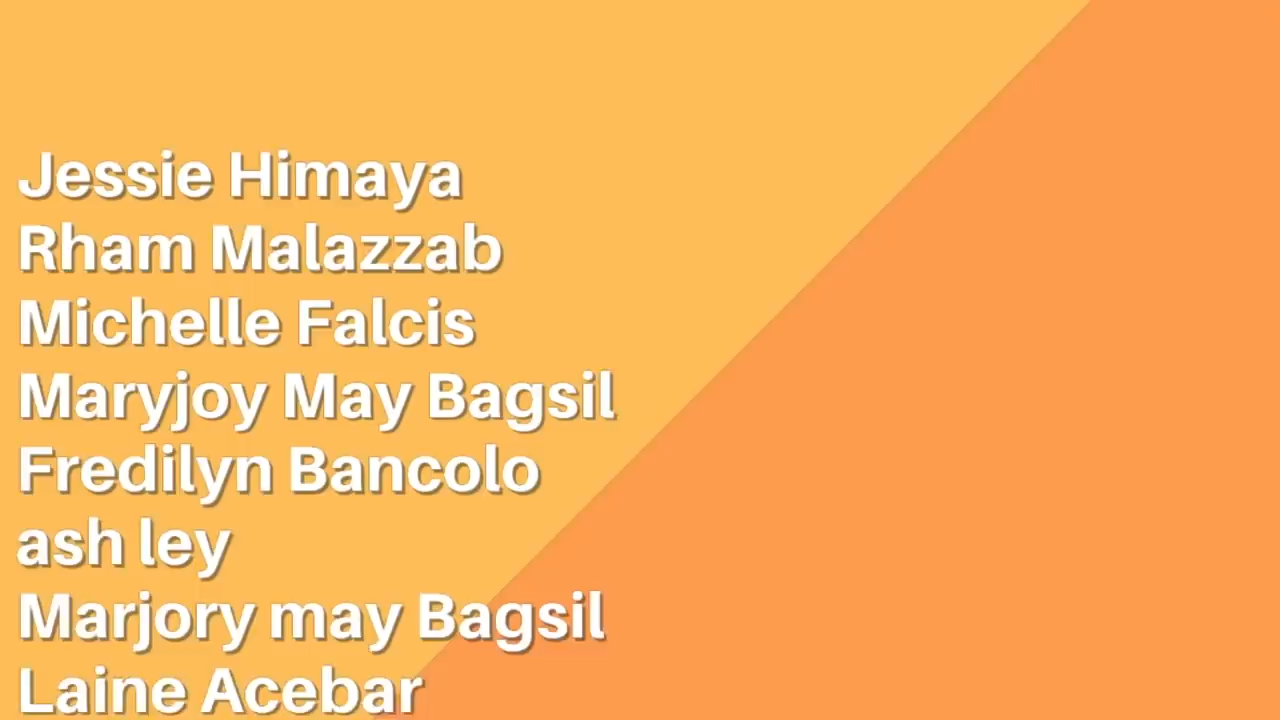 Jessie Himaya
Rham Malazzab
Michelle Falcis
Maryjoy May Bagsil
Fredilyn Bancolo
ash ley
Marjory may Bagsil
Laine Acebar